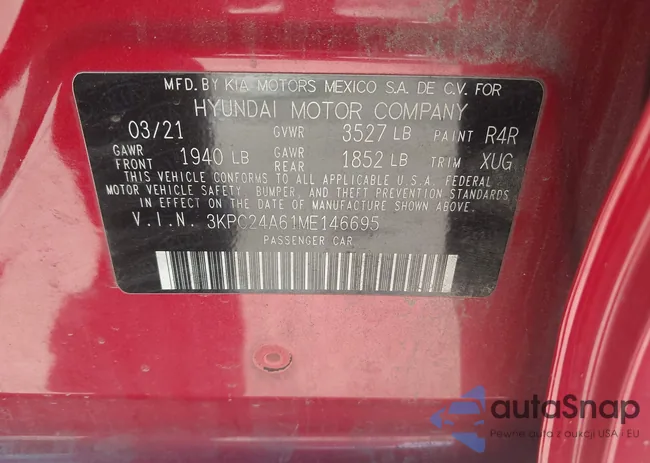 MFD. BY KIA MOTORS MEXICO S.A. DE C.V. FOR
HYUNDAI MOTOR COMPANY
03/21 GVWR 3527 LB PAINT R4R
GAWR FRONT 1940 LB GAWR REAR 1852 LB TRIM XUG
THIS VEHICLE CONFORMS TO ALL APPLICABLE U.S.A. FEDERAL
MOTOR VEHICLE SAFETY, BUMPER, AND THEFT PREVENTION STANDARDS
IN EFFECT ON THE DATE OF MANUFACTURE SHOWN ABOVE.
V.I.N. 3KPC24A61ME146695
PASSENGER CAR
autaSnap
Pewne auta z aukcji USA i EU